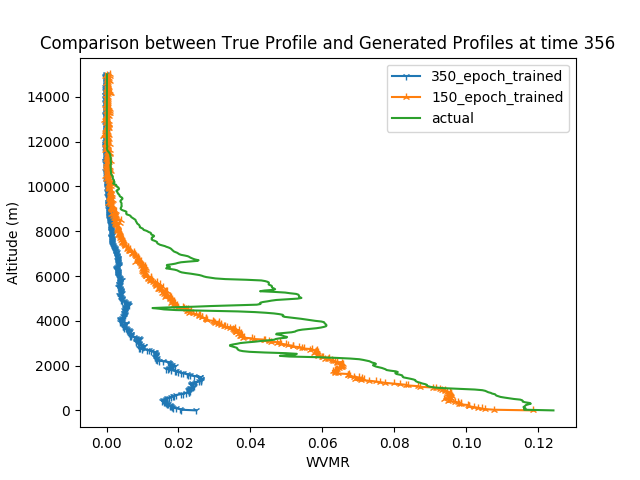 Comparison between True Profile and Generated Profiles at time 356
350_epoch_trained
150_epoch_trained
actual
Altitude (m)
14000
12000
10000
8000
6000
4000
2000
0
0.00 0.02 0.04 0.06 0.08 0.10 0.12
WVMR